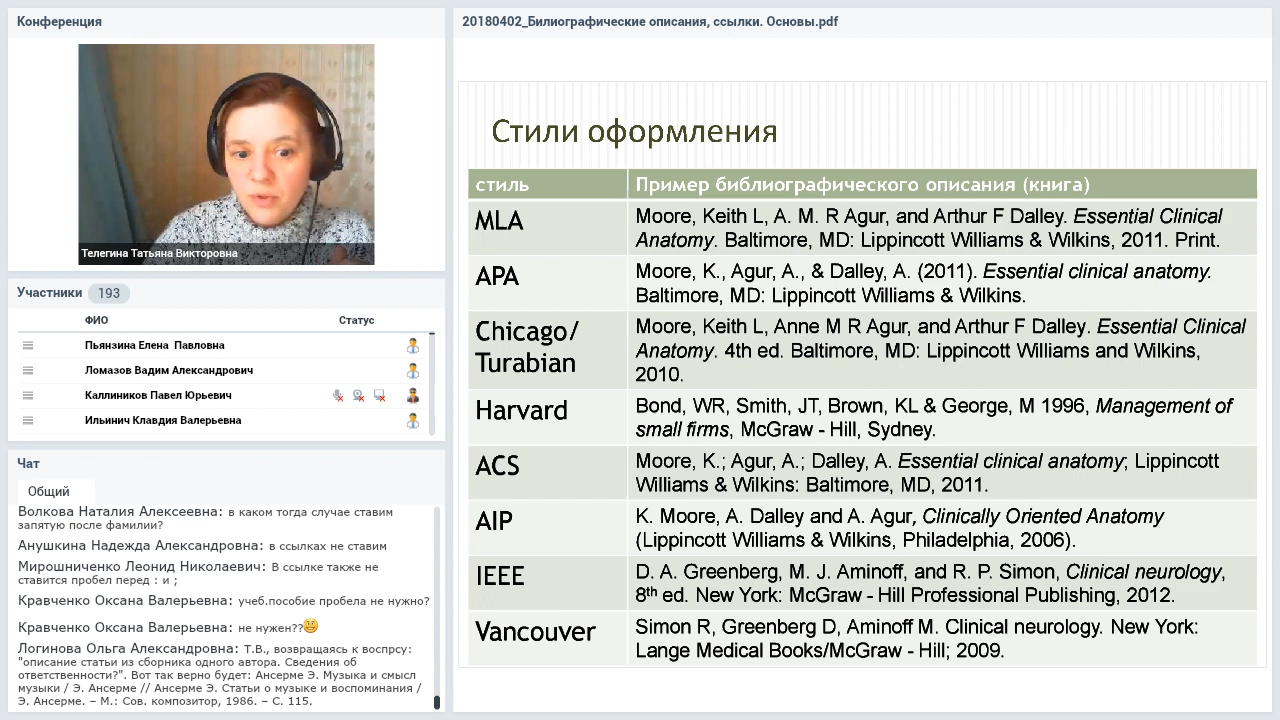 Конференция
Телегина Татьяна Викторовна
Участники 193
ФИО Статус
Пьянзина Елена Павловна
Ломазов Вадим Александрович
Каллиников Павел Юрьевич
Ильинич Клавдия Валерьевна
Чат
Общий
Волкова Наталия Алексеевна: в каком тогда случае ставим
запятую после фамилии?
Анушкина Надежда Александровна: в ссылках не ставим
Мирошниченко Леонид Николаевич: В ссылке также не
ставится пробел перед : и ;
Кравченко Оксана Валерьевна: учеб.пособие пробела не нужно?
Кравченко Оксана Валерьевна: не нужен??
Логинова Ольга Александровна: Т.В., возвращаясь к воспрсу:
"описание статьи из сборника одного автора. Сведения об
ответственности?". Вот так верно будет: Ансерме Э. Музыка и смысл
музыки / Э. Ансерме // Ансерме Э. Статьи о музыке и воспоминания /
Э. Ансерме. – М.: Сов. композитор, 1986. – С. 115.
20180402_Билиографические описания, ссылки. Основы.pdf
Стили оформления
стиль Пример библиографического описания (книга)
MLA
Moore, Keith L, A. M. R Agur, and Arthur F Dalley. Essential Clinical
Anatomy. Baltimore, MD: Lippincott Williams & Wilkins, 2011. Print.
APA
Moore, K., Agur, A., & Dalley, A. (2011). Essential clinical anatomy.
Baltimore, MD: Lippincott Williams & Wilkins.
Chicago/
Turabian
Moore, Keith L, Anne M R Agur, and Arthur F Dalley. Essential Clinical
Anatomy. 4th ed. Baltimore, MD: Lippincott Williams and Wilkins,
2010.
Harvard
Bond, WR, Smith, JT, Brown, KL & George, M 1996, Management of
small firms, McGraw - Hill, Sydney.
ACS
Moore, K.; Agur, A.; Dalley, A. Essential clinical anatomy; Lippincott
Williams & Wilkins: Baltimore, MD, 2011.
AIP
K. Moore, A. Dalley and A. Agur, Clinically Oriented Anatomy
(Lippincott Williams & Wilkins, Philadelphia, 2006).
IEEE
D. A. Greenberg, M. J. Aminoff, and R. P. Simon, Clinical neurology,
8th ed. New York: McGraw - Hill Professional Publishing, 2012.
Vancouver
Simon R, Greenberg D, Aminoff M. Clinical neurology. New York:
Lange Medical Books/McGraw - Hill; 2009.